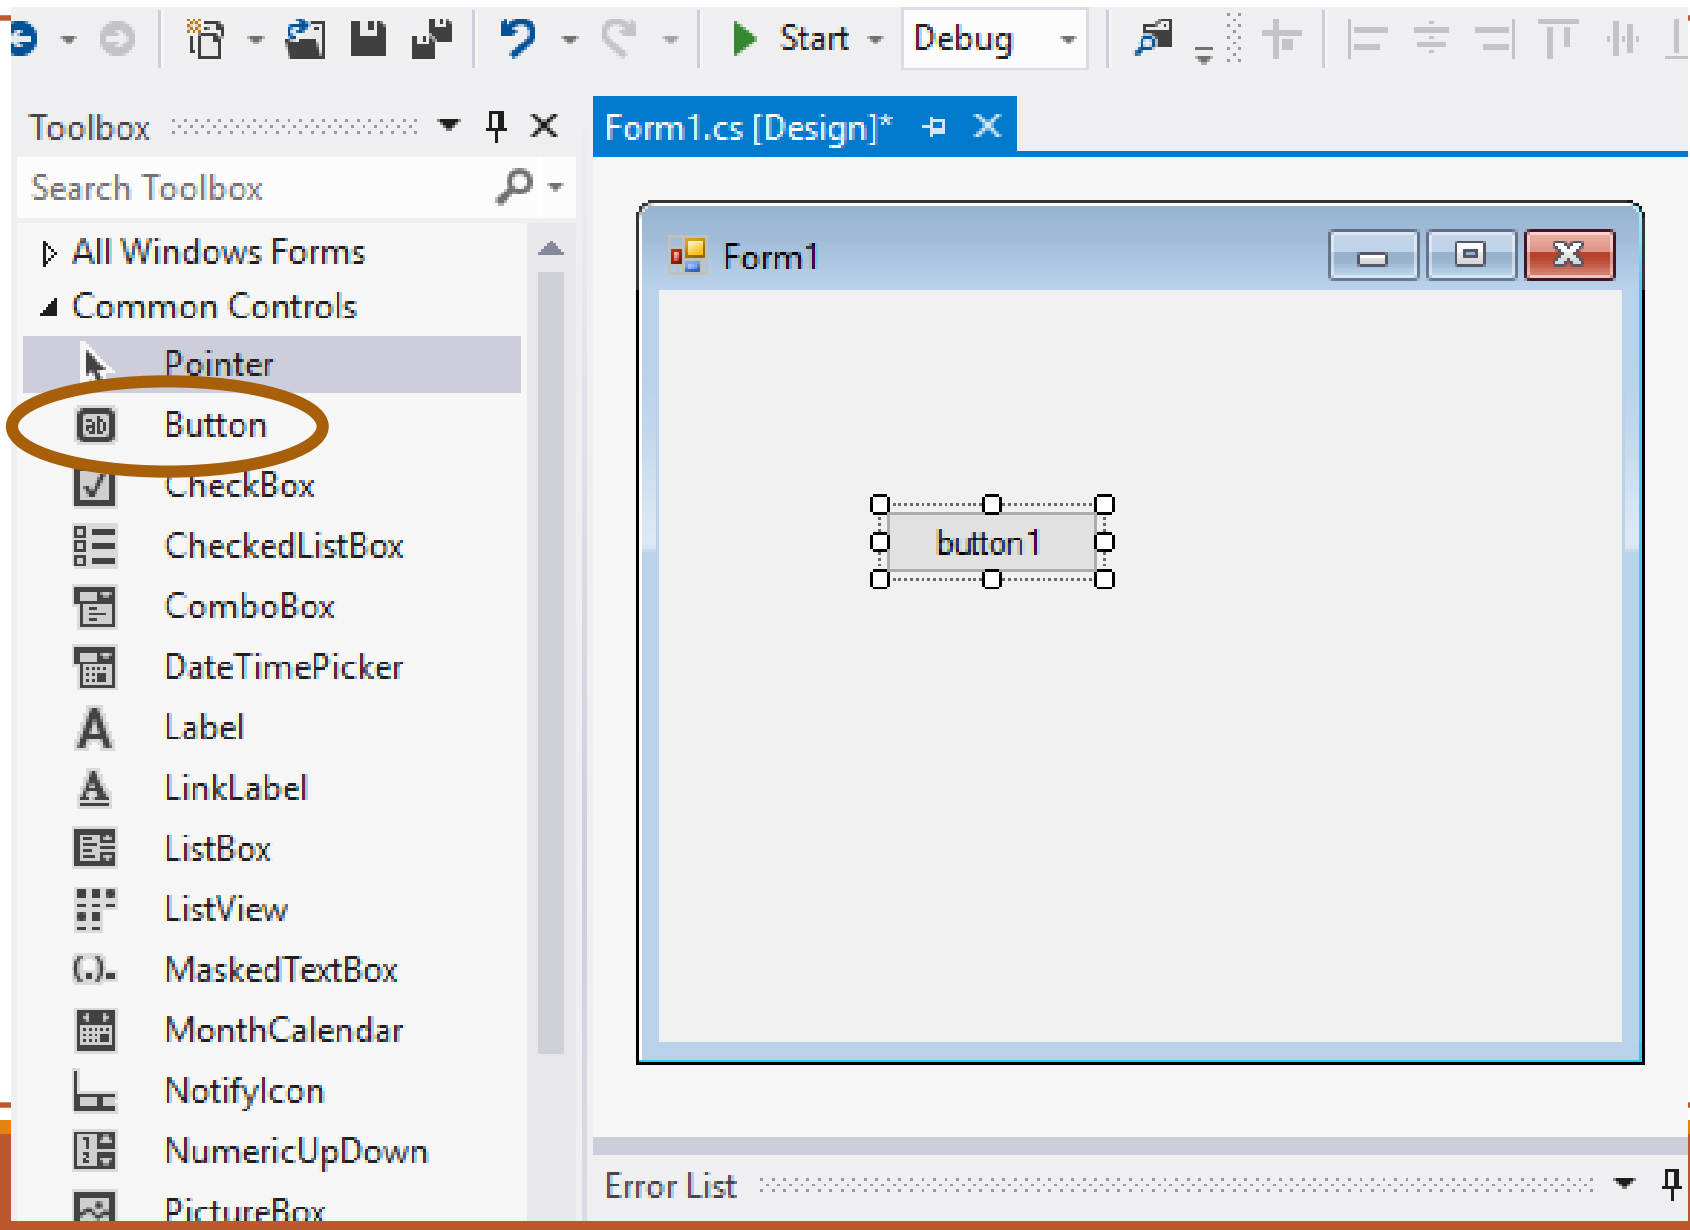 Start
Debug
Toolbox
Form1.cs [Design]*
Search Toolbox
All Windows Forms
Common Controls
Pointer
Button
CheckBox
CheckedListBox
ComboBox
DateTimePicker
Label
LinkLabel
ListBox
ListView
MaskedTextBox
MonthCalendar
NotifyIcon
NumericUpDown
PictureBox
Form1
button1
Error List